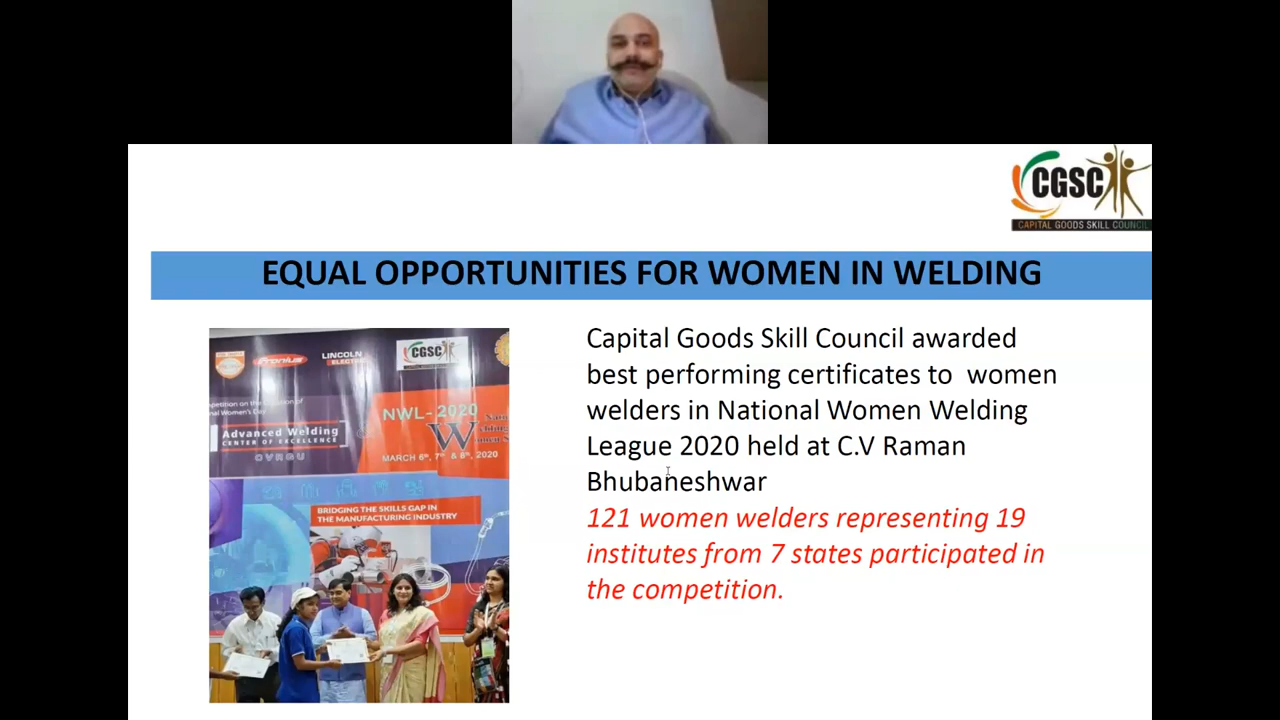 CGSC
CAPITAL GOODS SKILL COUNCIL
EQUAL OPPORTUNITIES FOR WOMEN IN WELDING
Capital Goods Skill Council awarded
best performing certificates to women
welders in National Women Welding
League 2020 held at C.V Raman
Bhubaneshwar
121 women welders representing 19
institutes from 7 states participated in
the competition.
Fronius
LINCOLN
ELECTRIC
CGSC
NWL-2020
Advanced Welding
CENTER OF EXCELLENCE
CVRGU
W
MARCH 6th, 7th & 8th, 2020
BRIDGING THE SKILLS GAP IN
THE MANUFACTURING INDUSTRY